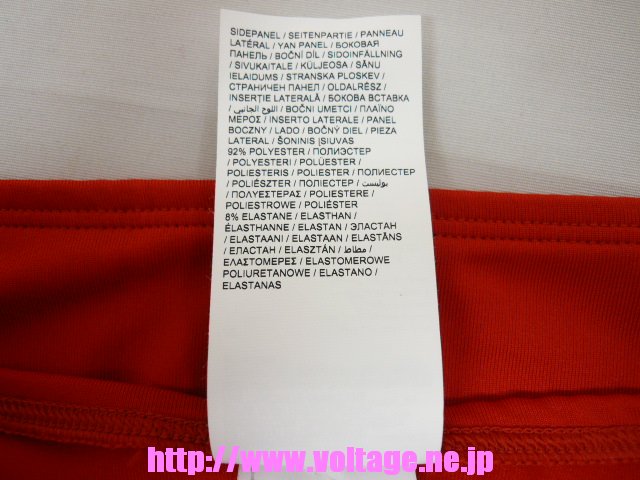 SIDEPANEL / SEITENPARTIE / PANNEAU
LATÉRAL / YAN PANEL / БОКОВАЯ
ПАНЕЛЬ / BOČNÍ DÍL / SIDOINFÄLLNING
/ SIVUKAITALE / KÜLJEOSA / SĀNU
IELAIDUMS / STRANSKA PLOSKEV /
СТРАНИЧЕН ПАНЕЛ / OLDALRÉSZ /
INSERŢIE LATERALĂ / БОКОВА ВСТАВКА
/ اللوح الجانبي / BOČNI UMETCI / ΠΛΑΪΝΟ
ΜΕΡΟΣ / INSERTO LATERALE / PANEL
BOCZNY / LADO / BOČNÝ DIEL / PIEZA
LATERAL / ŠONINIS ĮSIUVAS
92% POLYESTER / ПОЛИЭСТЕР
/ POLYESTERI / POLÜESTER /
POLIESTERIS / POLIESTER / ПОЛИЕСТЕР
/ POLIÉSZTER / ПОЛІЕСТЕР / بوليستر
/ ΠΟΛΥΕΣΤΕΡΑΣ / POLIESTERE /
POLIESTROWE / POLIÉSTER
8% ELASTANE / ELASTHAN /
ÉLASTHANNE / ELASTAN / ЭЛАСТАН
/ ELASTAANI / ELASTAAN / ELASTĀNS
/ ЕЛАСТАН / ELASZTÁN / مطاط /
ΕΛΑΣΤΟΜΕΡΕΣ / ELASTOMEROWE
POLIURETANOWE / ELASTANO /
ELASTANAS
http://www.voltage.ne.jp